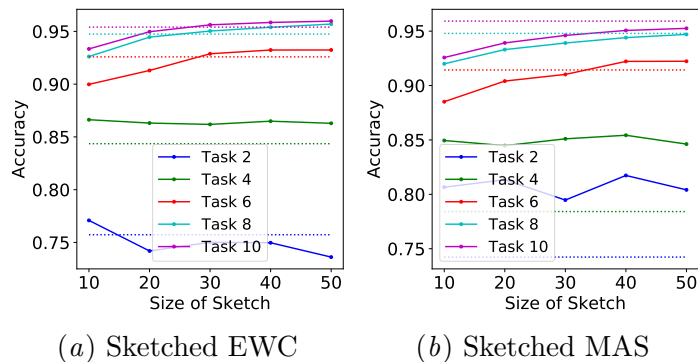 0.95
0.90
0.85
0.80
0.75
Accuracy
Task 2
Task 4
Task 6
Task 8
Task 10
10 20 30 40 50
Size of Sketch
(a) Sketched EWC
0.95
0.90
0.85
0.80
0.75
Accuracy
Task 2
Task 4
Task 6
Task 8
Task 10
10 20 30 40 50
Size of Sketch
(b) Sketched MAS